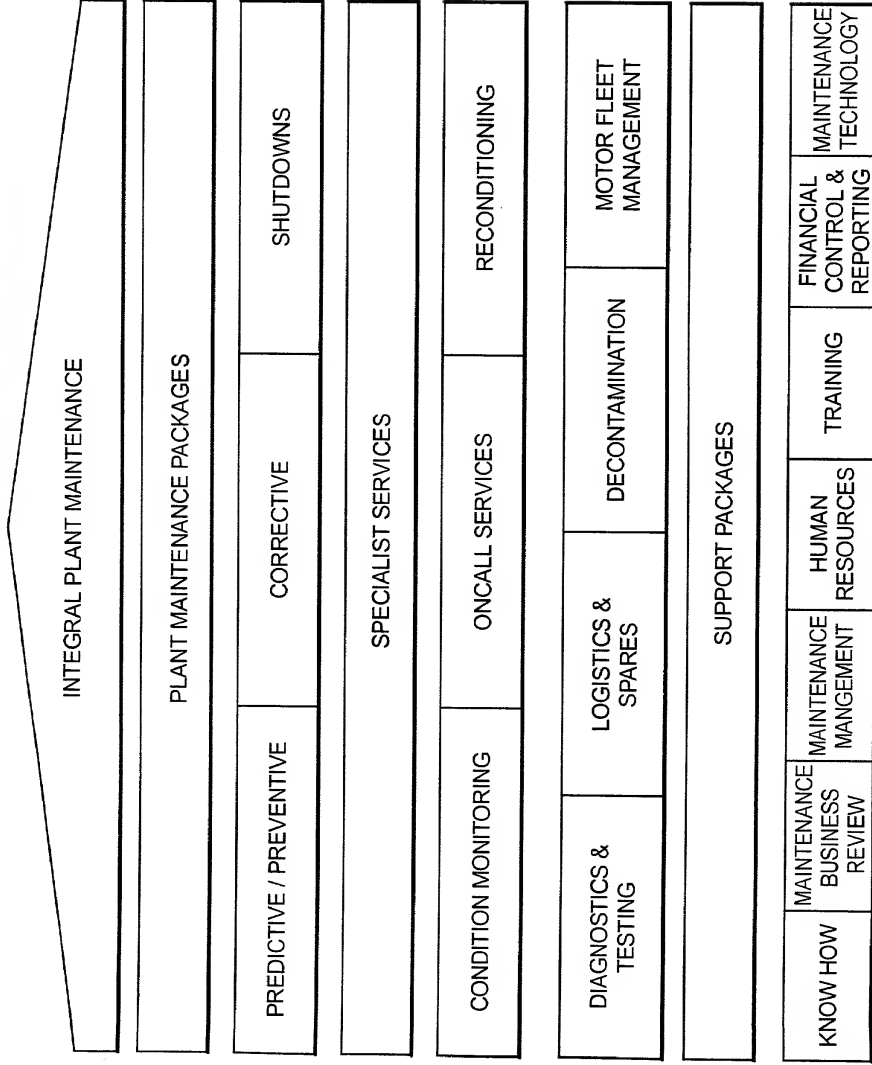 INTEGRAL PLANT MAINTENANCE
PLANT MAINTENANCE PACKAGES
PREDICTIVE / PREVENTIVE
CORRECTIVE
SHUTDOWNS
SPECIALIST SERVICES
CONDITION MONITORING
ONCALL SERVICES
RECONDITIONING
DIAGNOSTICS &
TESTING
LOGISTICS &
SPARES
DECONTAMINATION
MOTOR FLEET
MANAGEMENT
SUPPORT PACKAGES
KNOW HOW
MAINTENANCE
BUSINESS
REVIEW
MAINTENANCE
MANGEMENT
HUMAN
RESOURCES
TRAINING
FINANCIAL
CONTROL &
REPORTING
MAINTENANCE
TECHNOLOGY